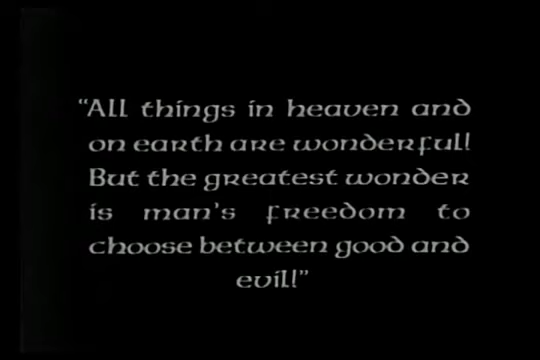 “All things in heaven and
on earth are wonderful!
But the greatest wonder
is man's freedom to
choose between good and
evil!”